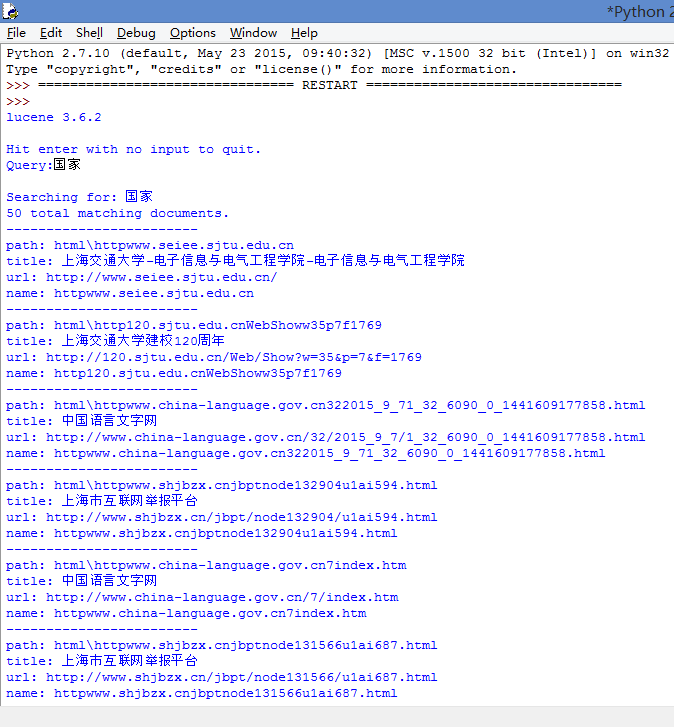 *Python 2
File Edit Shell Debug Options Window Help
Python 2.7.10 (default, May 23 2015, 09:40:32) [MSC v.1500 32 bit (Intel)] on win32
Type "copyright", "credits" or "license()" for more information.
>>> ================================ RESTART ================================
>>>
lucene 3.6.2
Hit enter with no input to quit.
Query:国家
Searching for: 国家
50 total matching documents.
------------------------
path: html\httpwww.seiee.sjtu.edu.cn
title: 上海交通大学-电子信息与电气工程学院-电子信息与电气工程学院
url: http://www.seiee.sjtu.edu.cn/
name: httpwww.seiee.sjtu.edu.cn
------------------------
path: html\http120.sjtu.edu.cnWebShoww35p7f1769
title: 上海交通大学建校120周年
url: http://120.sjtu.edu.cn/Web/Show?w=35&p=7&f=1769
name: http120.sjtu.edu.cnWebShoww35p7f1769
------------------------
path: html\httpwww.china-language.gov.cn322015_9_71_32_6090_0_1441609177858.html
title: 中国语言文字网
url: http://www.china-language.gov.cn/32/2015_9_7/1_32_6090_0_1441609177858.html
name: httpwww.china-language.gov.cn322015_9_71_32_6090_0_1441609177858.html
------------------------
path: html\httpwww.shjbzx.cnjbptnode132904u1ai594.html
title: 上海市互联网举报平台
url: http://www.shjbzx.cn/jbpt/node132904/u1ai594.html
name: httpwww.shjbzx.cnjbptnode132904u1ai594.html
------------------------
path: html\httpwww.china-language.gov.cn7index.htm
title: 中国语言文字网
url: http://www.china-language.gov.cn/7/index.htm
name: httpwww.china-language.gov.cn7index.htm
------------------------
path: html\httpwww.shjbzx.cnjbptnode131566u1ai687.html
title: 上海市互联网举报平台
url: http://www.shjbzx.cn/jbpt/node131566/u1ai687.html
name: httpwww.shjbzx.cnjbptnode131566u1ai687.html